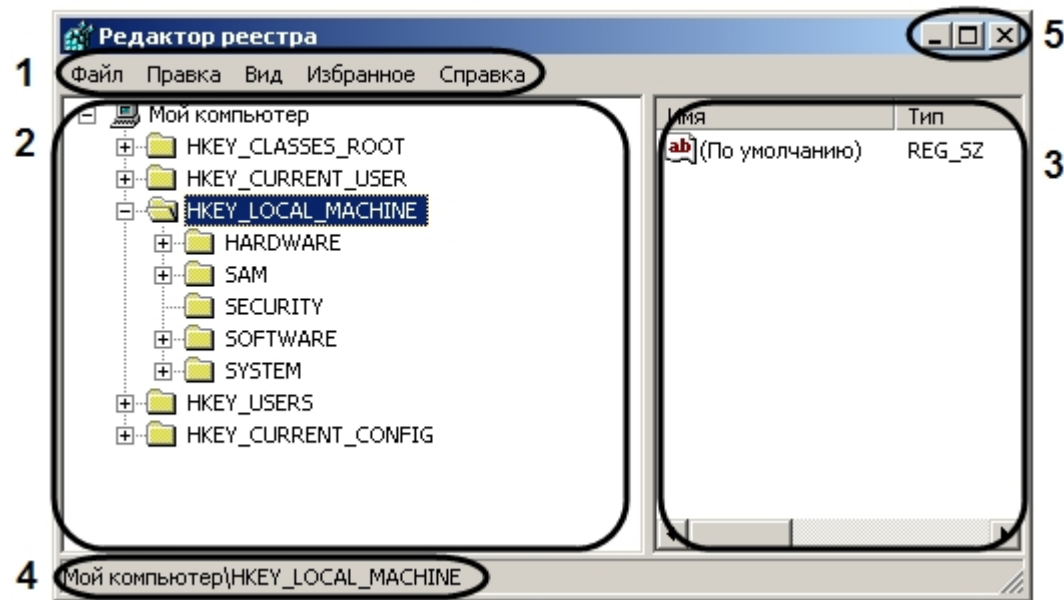 Редактор реестра
5
1
Файл Правка Вид Избранное Справка
2
Мой компьютер
HKEY_CLASSES_ROOT
HKEY_CURRENT_USER
HKEY_LOCAL_MACHINE
HARDWARE
SAM
SECURITY
SOFTWARE
SYSTEM
HKEY_USERS
HKEY_CURRENT_CONFIG
Имя Тип
ab (По умолчанию) REG_SZ
3
4
Мой компьютер\HKEY_LOCAL_MACHINE